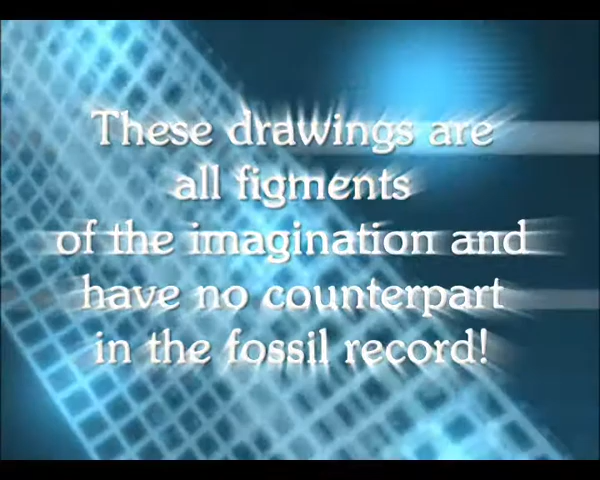 These drawings are
all figments
of the imagination and
have no counterpart
in the fossil record!